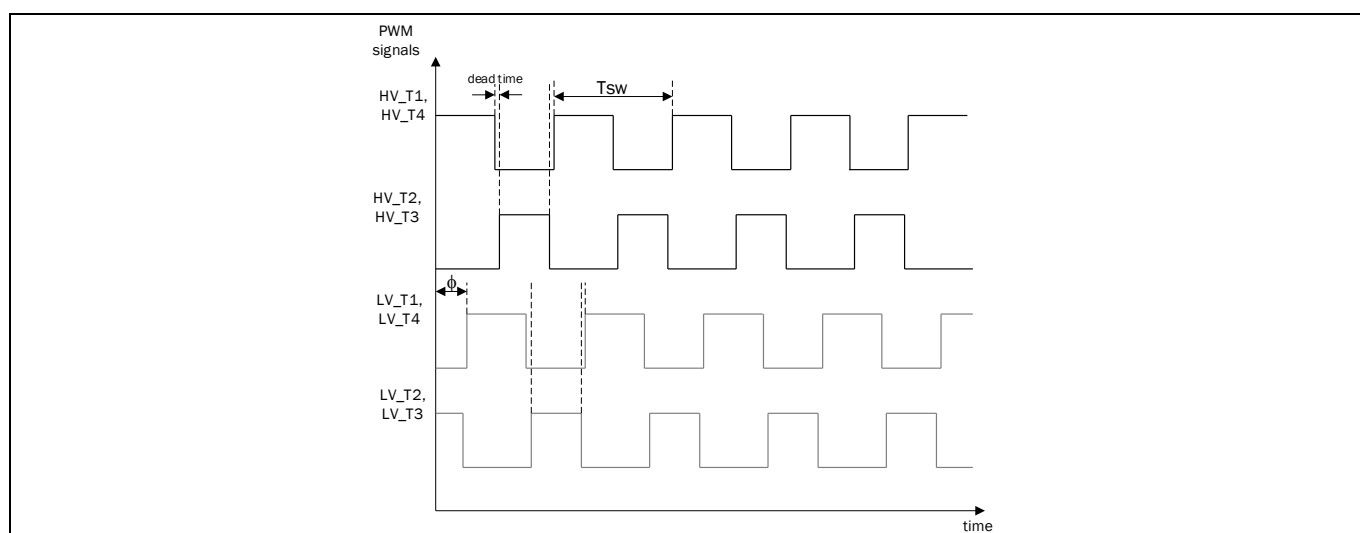 PWM
signals
dead time
Tsw
HV_T1,
HV_T4
HV_T2,
HV_T3
ϕ
LV_T1,
LV_T4
LV_T2,
LV_T3
time